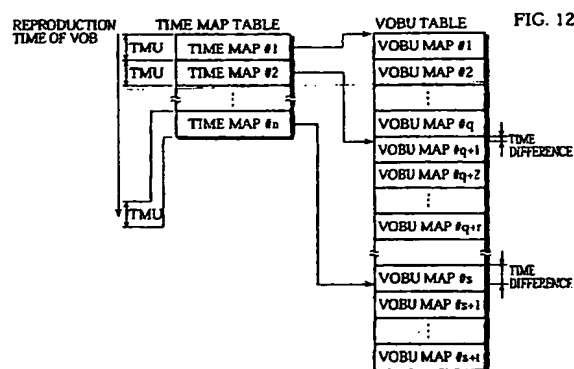 FIG. 12
REPRODUCTION
TIME OF VOB
TIME MAP TABLE
VOBU TABLE
TMU
TIME MAP #1
TMU
TIME MAP #2
⋮
TIME MAP #n
TMU
VOBU MAP #1
VOBU MAP #2
⋮
VOBU MAP #q
VOBU MAP #q+1
VOBU MAP #q+2
⋮
VOBU MAP #q+r
VOBU MAP #s
VOBU MAP #s+1
⋮
VOBU MAP #s+t
TIME
DIFFERENCE
TIME
DIFFERENCE